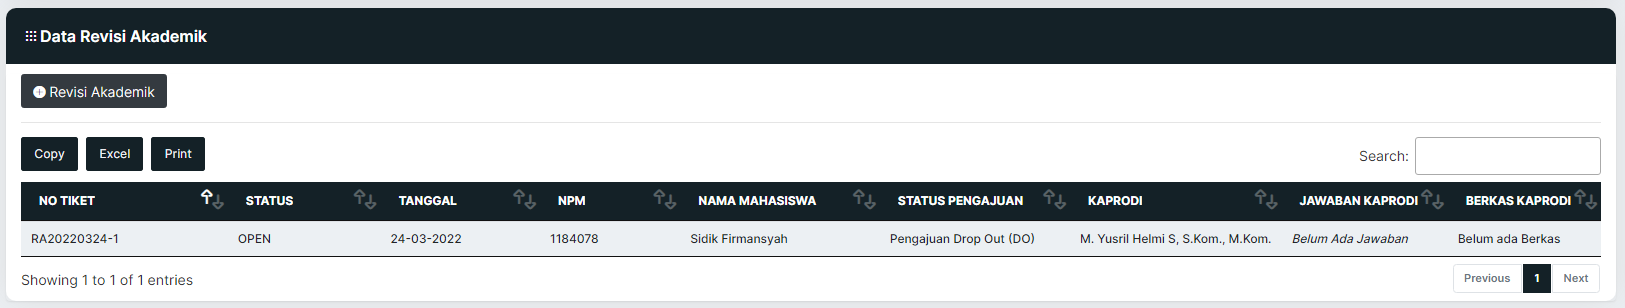 Data Revisi Akademik
Revisi Akademik
Copy Excel Print Search:
NO TIKET STATUS TANGGAL NPM NAMA MAHASISWA STATUS PENGAJUAN KAPRODI JAWABAN KAPRODI BERKAS KAPRODI
RA20220324-1 OPEN 24-03-2022 1184078 Sidik Firmansyah Pengajuan Drop Out (DO) M. Yusril Helmi S, S.Kom., M.Kom. Belum Ada Jawaban Belum ada Berkas
Showing 1 to 1 of 1 entries Previous 1 Next